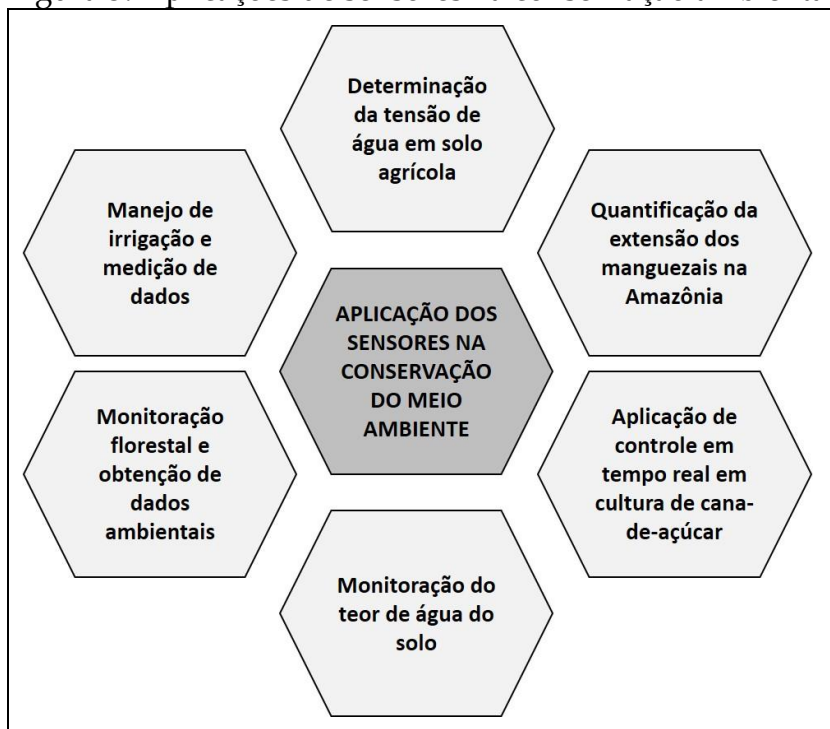 Determinação
da tensão de
água em solo
agrícola
Manejo de
irrigação e
medição de
dados
Quantificação da
extensão dos
manguezais na
Amazônia
APLICAÇÃO DOS
SENSORES NA
CONSERVAÇÃO
DO MEIO
AMBIENTE
Monitoração
florestal e
obtenção de
dados
ambientais
Aplicação de
controle em
tempo real em
cultura de cana-
de-açúcar
Monitoração do
teor de água do
solo